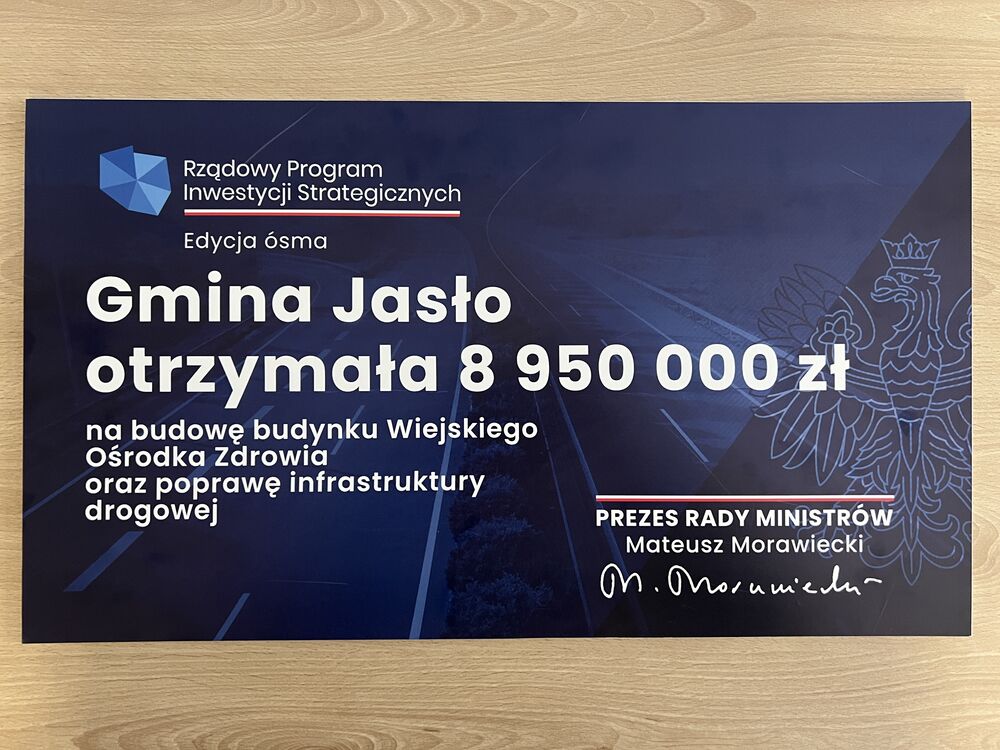 Rządowy Program
Inwestycji Strategicznych
Edycja ósma
Gmina Jasło
otrzymała 8 950 000 zł
na budowę budynku Wiejskiego
Ośrodka Zdrowia
oraz poprawę infrastruktury
drogowej
PREZES RADY MINISTRÓW
Mateusz Morawiecki
M. Morawiecki